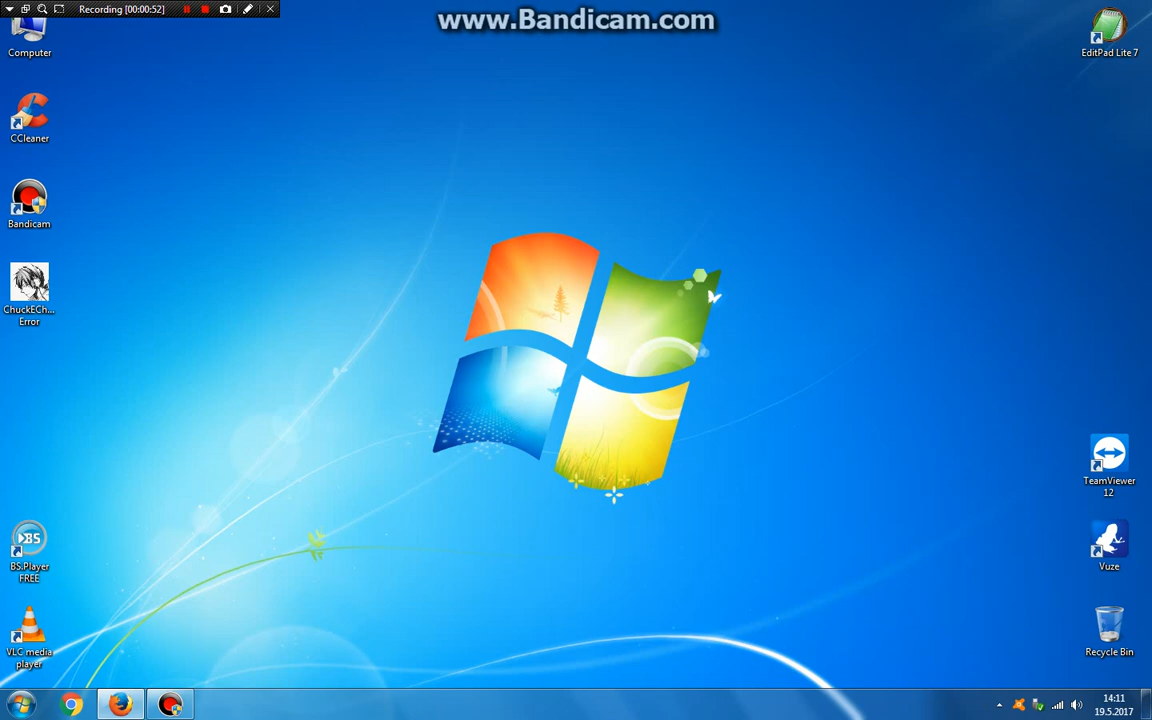 Recording [00:00:52]
www.Bandicam.com
Computer
EditPad Lite 7
CCleaner
Bandicam
ChuckECh...
Error
TeamViewer
12
BS
BS.Player
FREE
Vuze
VLC media
player
Recycle Bin
14:11
19.5.2017